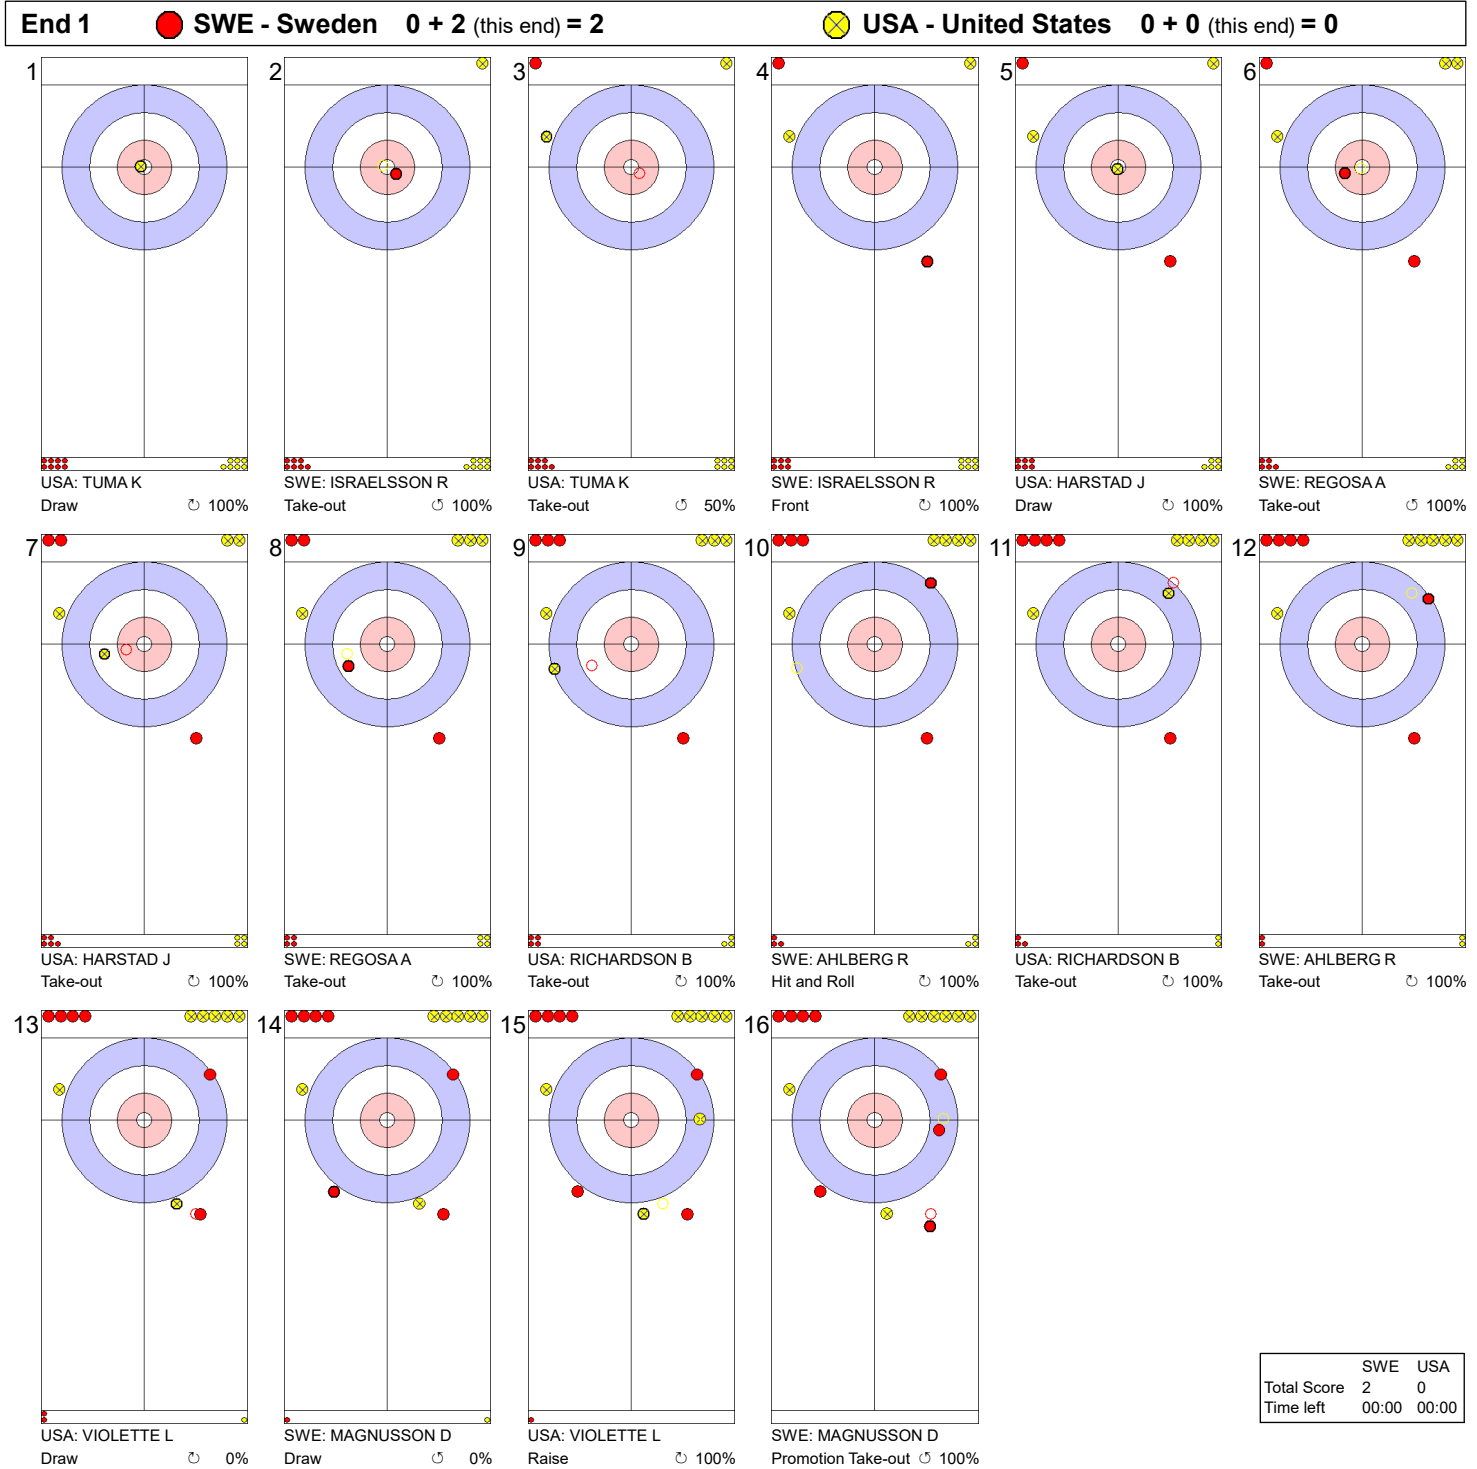 End 1 SWE - Sweden 0 + 2 (this end) = 2 USA - United States 0 + 0 (this end) = 0
1 2 3 4 5 6
USA: TUMA K SWE: ISRAELSSON R USA: TUMA K SWE: ISRAELSSON R USA: HARSTAD J SWE: REGOSA A
Draw ↻ 100% Take-out ↺ 100% Take-out ↺ 50% Front ↻ 100% Draw ↻ 100% Take-out ↺ 100%
7 8 9 10 11 12
USA: HARSTAD J SWE: REGOSA A USA: RICHARDSON B SWE: AHLBERG R USA: RICHARDSON B SWE: AHLBERG R
Take-out ↻ 100% Take-out ↻ 100% Take-out ↻ 100% Hit and Roll ↻ 100% Take-out ↻ 100% Take-out ↻ 100%
13 14 15 16
USA: VIOLETTE L SWE: MAGNUSSON D USA: VIOLETTE L SWE: MAGNUSSON D
Draw ↻ 0% Draw ↺ 0% Raise ↻ 100% Promotion Take-out ↺ 100%
SWE USA
Total Score 2 0
Time left 00:00 00:00